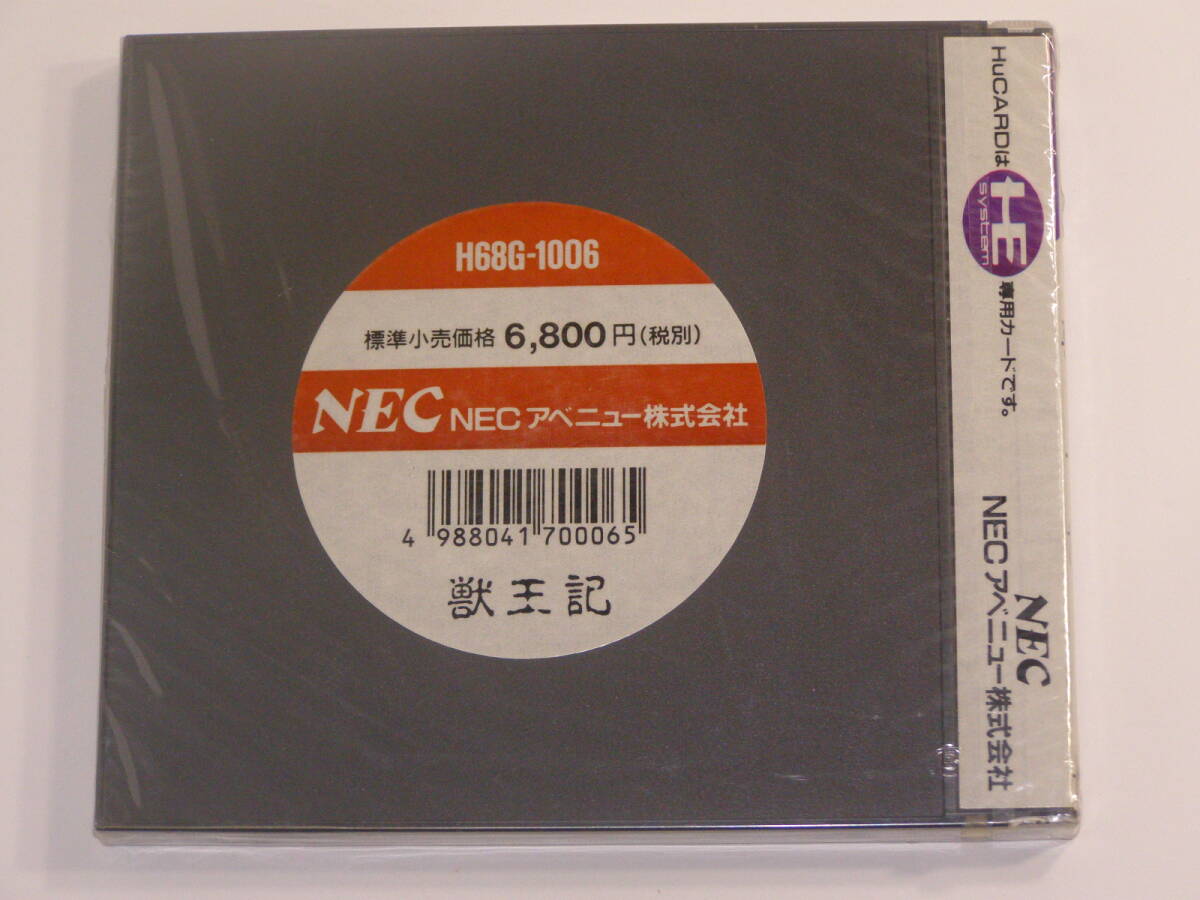 H68G-1006
標準小売価格 6,800円(税別)
NEC NECアベニュー株式会社
4 988041 700065
獣王記
HuCARDは HE system 専用カードです。
NEC
NECアベニュー株式会社